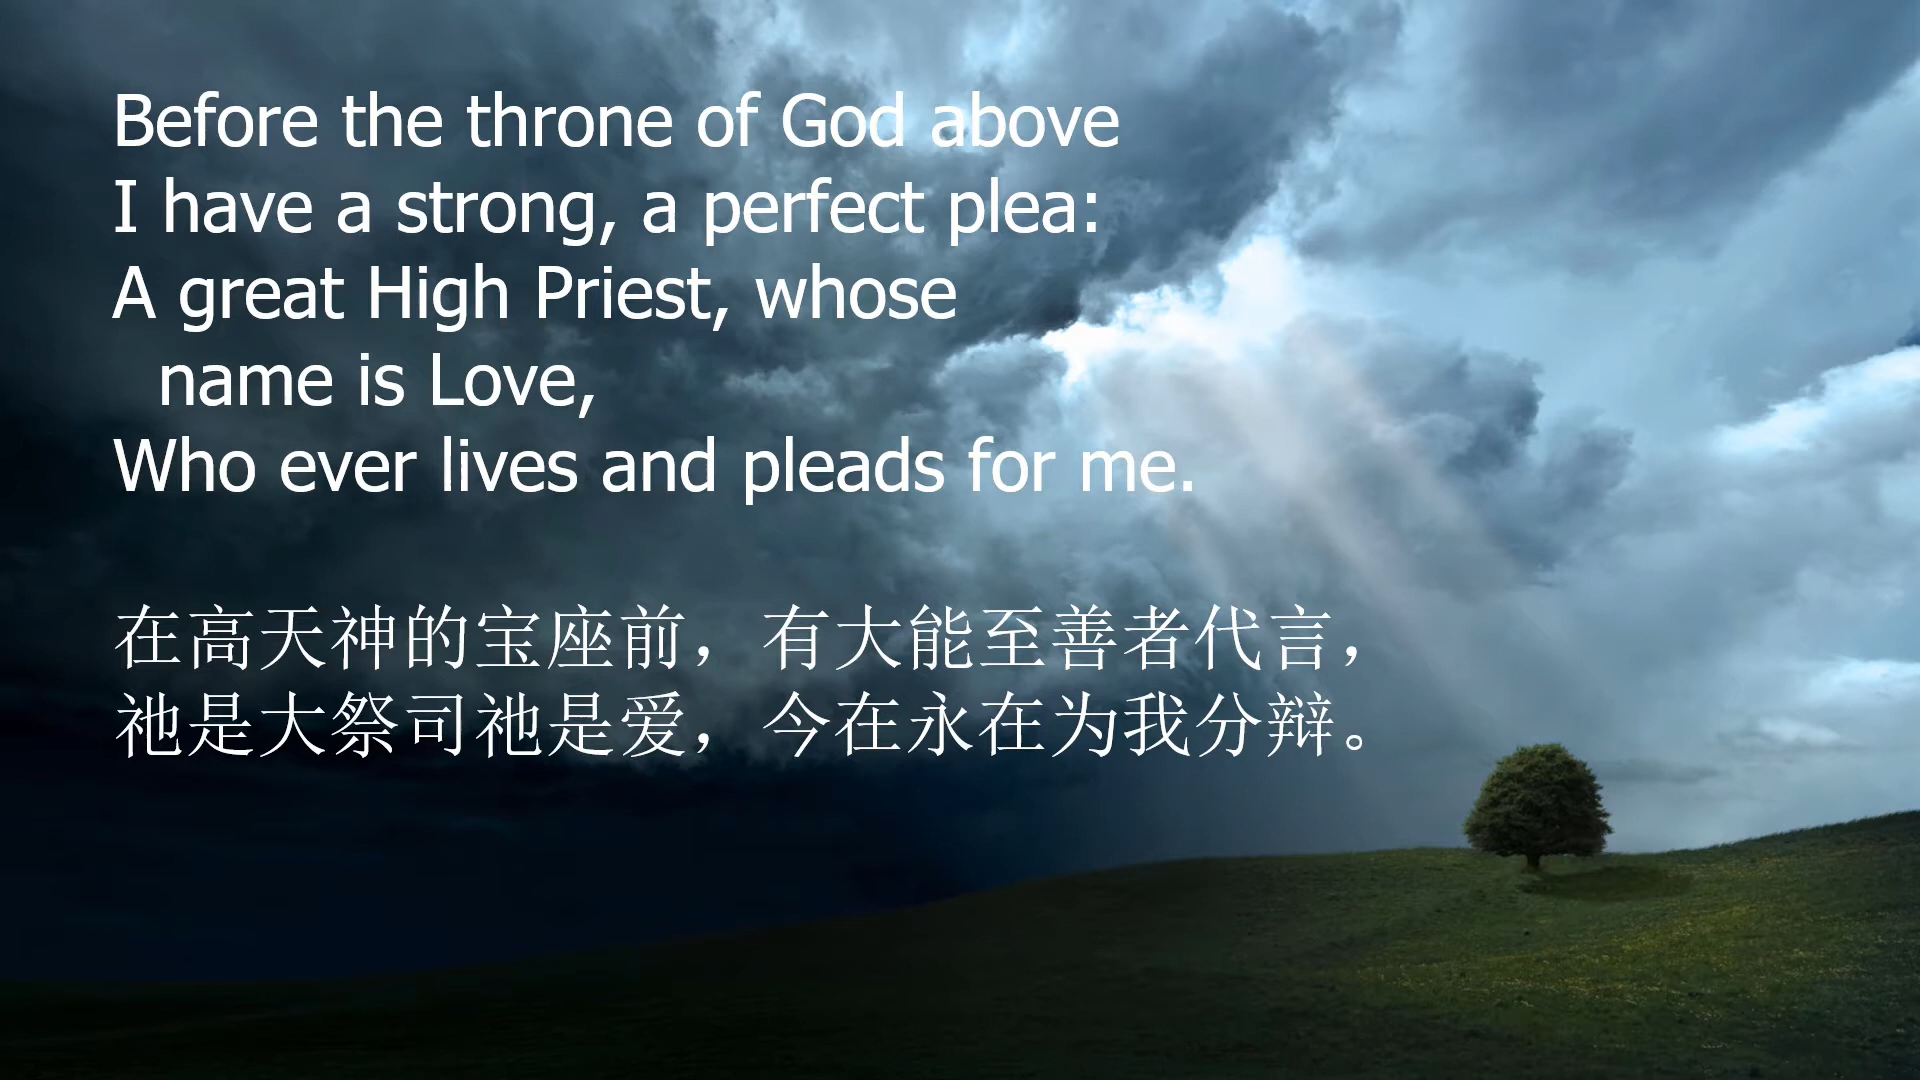 Before the throne of God above
I have a strong, a perfect plea:
A great High Priest, whose
name is Love,
Who ever lives and pleads for me.
在高天神的宝座前，有大能至善者代言，
祂是大祭司祂是爱，今在永在为我分辩。